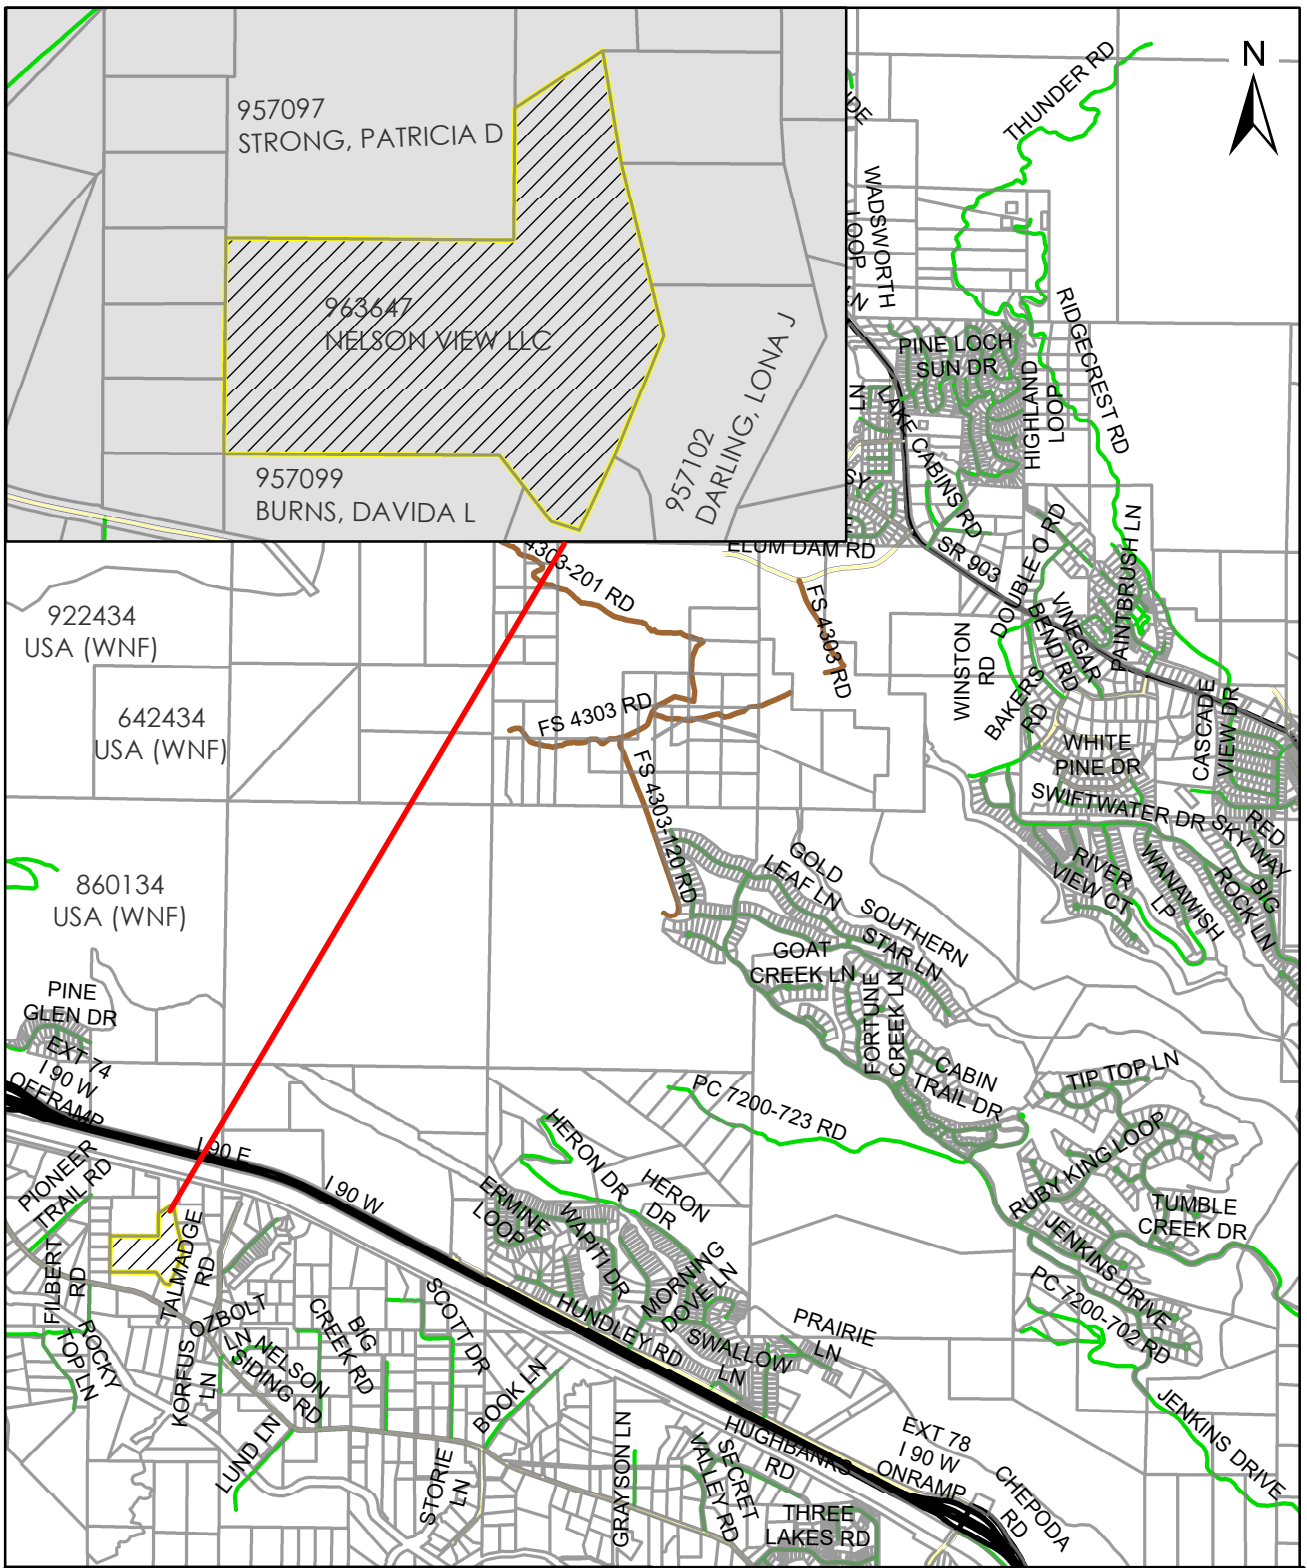 957097
STRONG, PATRICIA D
963647
NELSON VIEW LLC
957099
BURNS, DAVIDA L
957102
DARLING, LONA J
N
THUNDER RD
WADSWORTH
LOOP
RIDGECREST RD
PINE LOCH
SUN DR
HIGHLAND
LOOP
LN
LAKE CABINS RD
SR 903
DOUBLE O RD
PAINTBRUSH LN
VINEGAR
BEND RD
WINSTON
RD
BAKERS
RD
CASCADE
VIEW DR
WHITE
PINE DR
SWIFTWATER DR
RED
SKY WAY
RIVER
VIEW CT
WANAWISH
LP
BIG
ROCK LN
4303-201 RD
ELUM DAM RD
FS 4303 RD
FS 4303 RD
FS 4303-120 RD
922434
USA (WNF)
642434
USA (WNF)
860134
USA (WNF)
GOLD
LEAF LN
SOUTHERN
STAR LN
GOAT
CREEK LN
FORTUNE
CREEK LN
CABIN
TRAIL DR
TIP TOP LN
RUBY KING LOOP
TUMBLE
CREEK DR
JENKINS DRIVE
PC 7200-702 RD
JENKINS DRIVE
PC 7200-723 RD
PINE
GLEN DR
EXT 74
I 90 W
OFFRAMP
I 90 E
I 90 W
PIONEER
TRAIL RD
FILBERT
RD
TALMADGE
RD
ROCKY
TOP LN
KORFUS
LN
OZBOLT
LN
NELSON
SIDING RD
BIG
CREEK RD
SCOTT DR
LUND LN
BOOK LN
STORIE
LN
ERMINE
LOOP
HERON DR
HERON
DR
WAPITI DR
MORNING
DOVE LN
HUNDLEY RD
SWALLOW
LN
PRAIRIE
LN
GRAYSON LN
SECRET
VALLEY RD
HUGHBANKS
RD
THREE
LAKES RD
EXT 78
I 90 W
ONRAMP
CHEPODA
RD